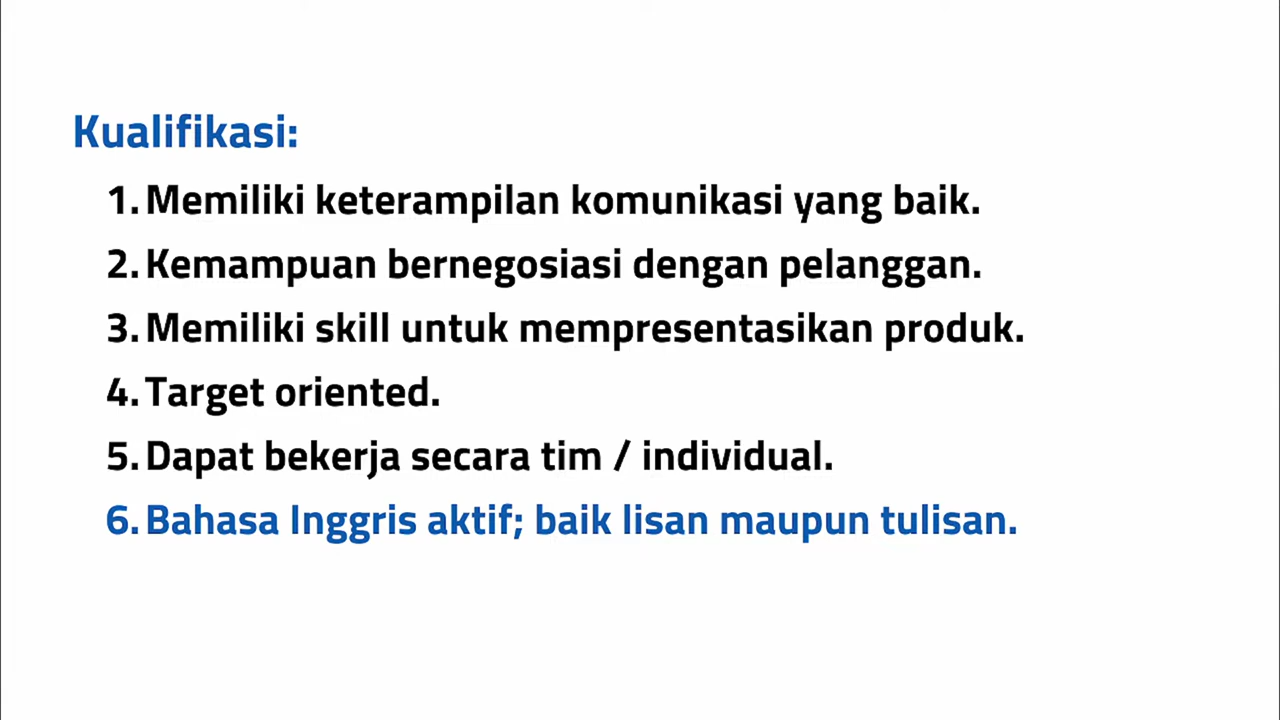 Kualifikasi:
1. Memiliki keterampilan komunikasi yang baik.
2. Kemampuan bernegosiasi dengan pelanggan.
3. Memiliki skill untuk mempresentasikan produk.
4. Target oriented.
5. Dapat bekerja secara tim / individual.
6. Bahasa Inggris aktif; baik lisan maupun tulisan.